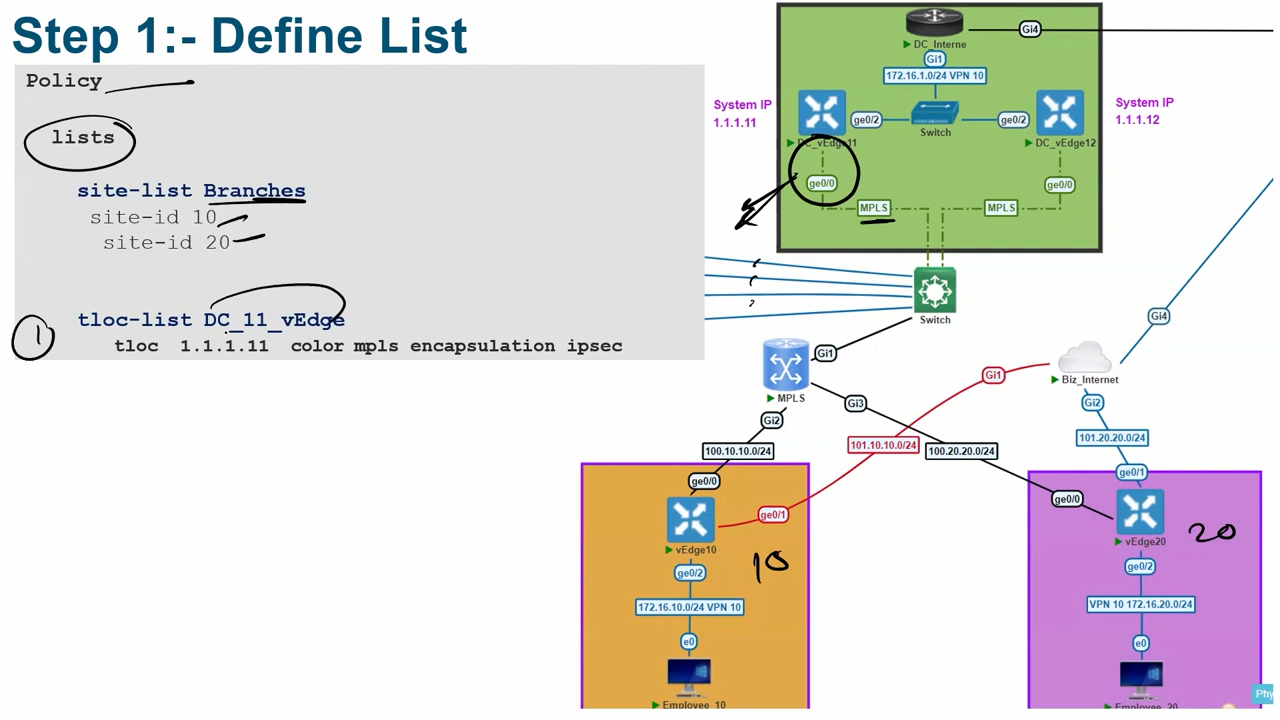 Step 1:- Define List
Policy
lists
site-list Branches
site-id 10
site-id 20
tloc-list DC_11_vEdge
tloc 1.1.1.11 color mpls encapsulation ipsec
1
DC_Interne
Gi4
Gi1
172.16.1.0/24 VPN 10
System IP
1.1.1.11
System IP
1.1.1.12
ge0/2
Switch
ge0/2
DC_vEdge11
DC_vEdge12
ge0/0
ge0/0
MPLS
MPLS
Switch
Gi4
Gi1
MPLS
Gi1
Biz_Internet
Gi2
Gi3
Gi2
100.10.10.0/24
101.10.10.0/24
100.20.20.0/24
101.20.20.0/24
ge0/0
ge0/1
ge0/0
ge0/1
vEdge10
10
vEdge20
20
ge0/2
ge0/2
172.16.10.0/24 VPN 10
VPN 10 172.16.20.0/24
e0
e0
Employee_10
Employee_20
Phy